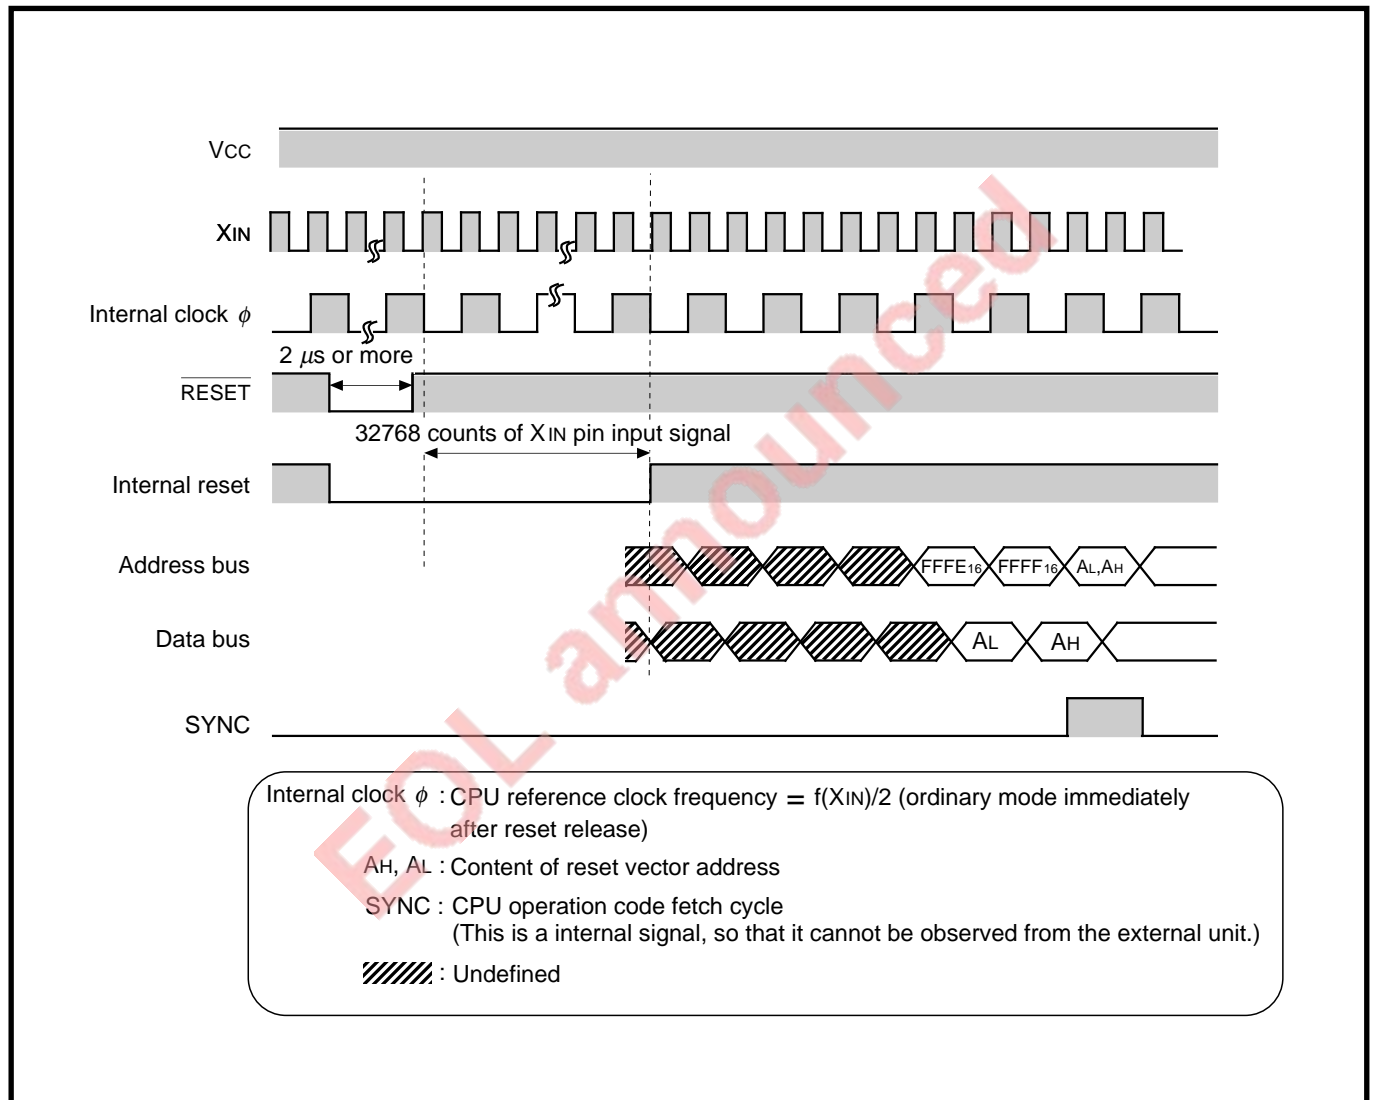 VCC
XIN
Internal clock ϕ
2 μs or more
RESET
32768 counts of XIN pin input signal
Internal reset
Address bus
FFFE16
FFFF16
AL,AH
Data bus
AL
AH
SYNC
EOL announced
Internal clock ϕ : CPU reference clock frequency = f(XIN)/2 (ordinary mode immediately
after reset release)
AH, AL : Content of reset vector address
SYNC : CPU operation code fetch cycle
(This is a internal signal, so that it cannot be observed from the external unit.)
: Undefined